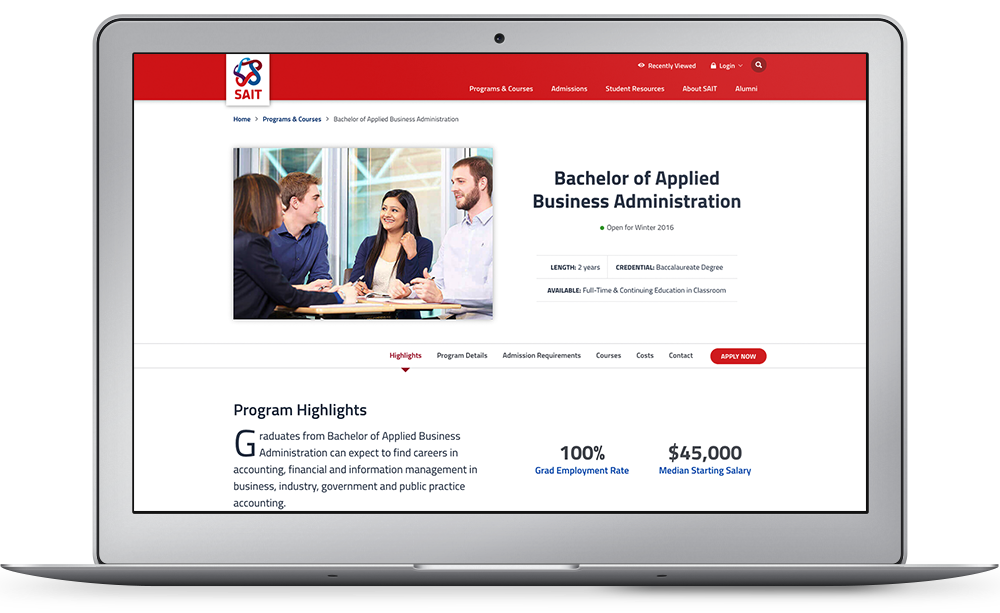 SAIT
Recently Viewed
Login
Programs & Courses
Admissions
Student Resources
About SAIT
Alumni
Home > Programs & Courses > Bachelor of Applied Business Administration
Bachelor of Applied
Business Administration
Open for Winter 2016
LENGTH: 2 years
CREDENTIAL: Baccalaureate Degree
AVAILABLE: Full-Time & Continuing Education in Classroom
Highlights
Program Details
Admission Requirements
Courses
Costs
Contact
APPLY NOW
Program Highlights
Graduates from Bachelor of Applied Business
Administration can expect to find careers in
accounting, financial and information management in
business, industry, government and public practice
accounting.
100%
Grad Employment Rate
$45,000
Median Starting Salary